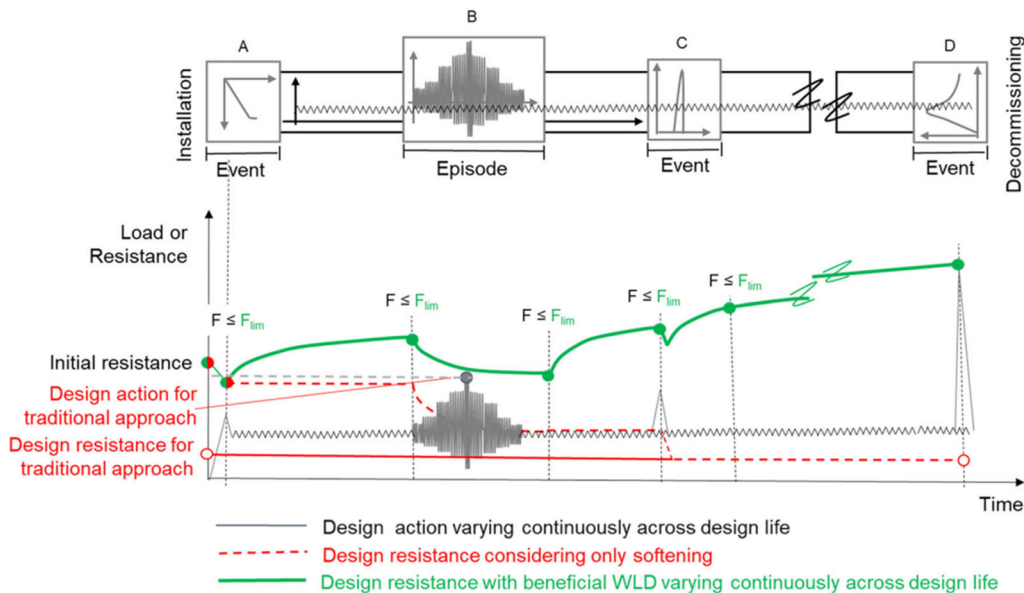 A
B
C
D
Installation
Decommissioning
Event
Episode
Event
Event
Load or
Resistance
F ≤ Flim
F ≤ Flim
F ≤ Flim
F ≤ Flim
F ≤ Flim
Initial resistance
Design action for
traditional approach
Design resistance for
traditional approach
Time
Design action varying continuously across design life
Design resistance considering only softening
Design resistance with beneficial WLD varying continuously across design life